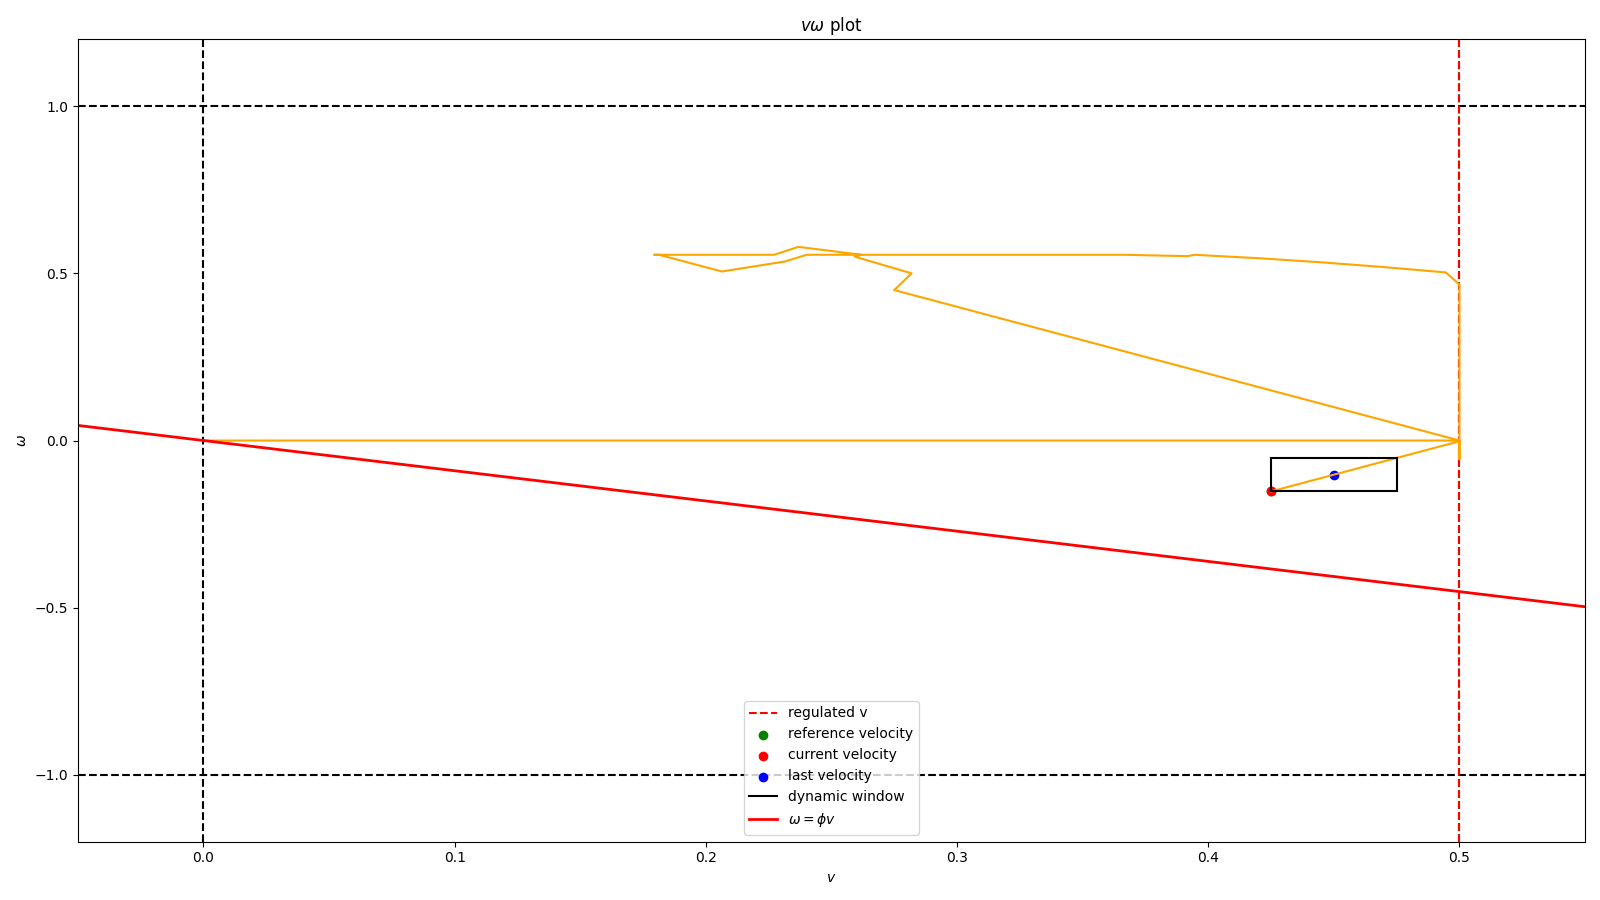 vω plot
1.0
0.5
0.0
−0.5
−1.0
ω
0.0
0.1
0.2
0.3
0.4
0.5
v
regulated v
reference velocity
current velocity
last velocity
dynamic window
ω = ϕv